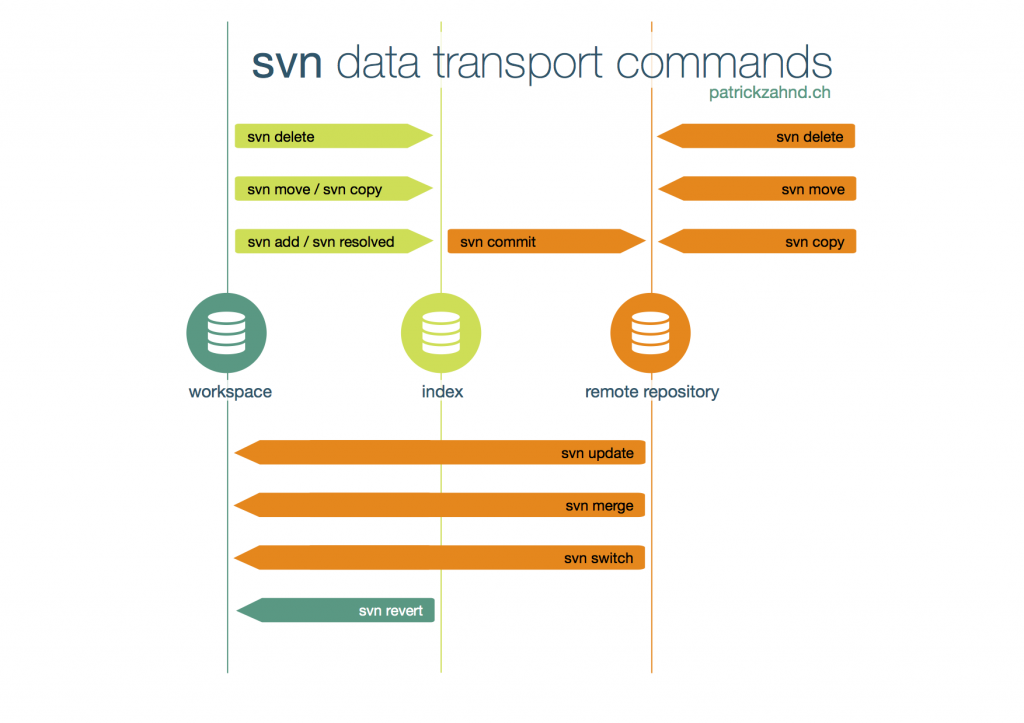 svn data transport commands
patrickzahnd.ch
svn delete
svn delete
svn move / svn copy
svn move
svn add / svn resolved
svn commit
svn copy
workspace
index
remote repository
svn update
svn merge
svn switch
svn revert